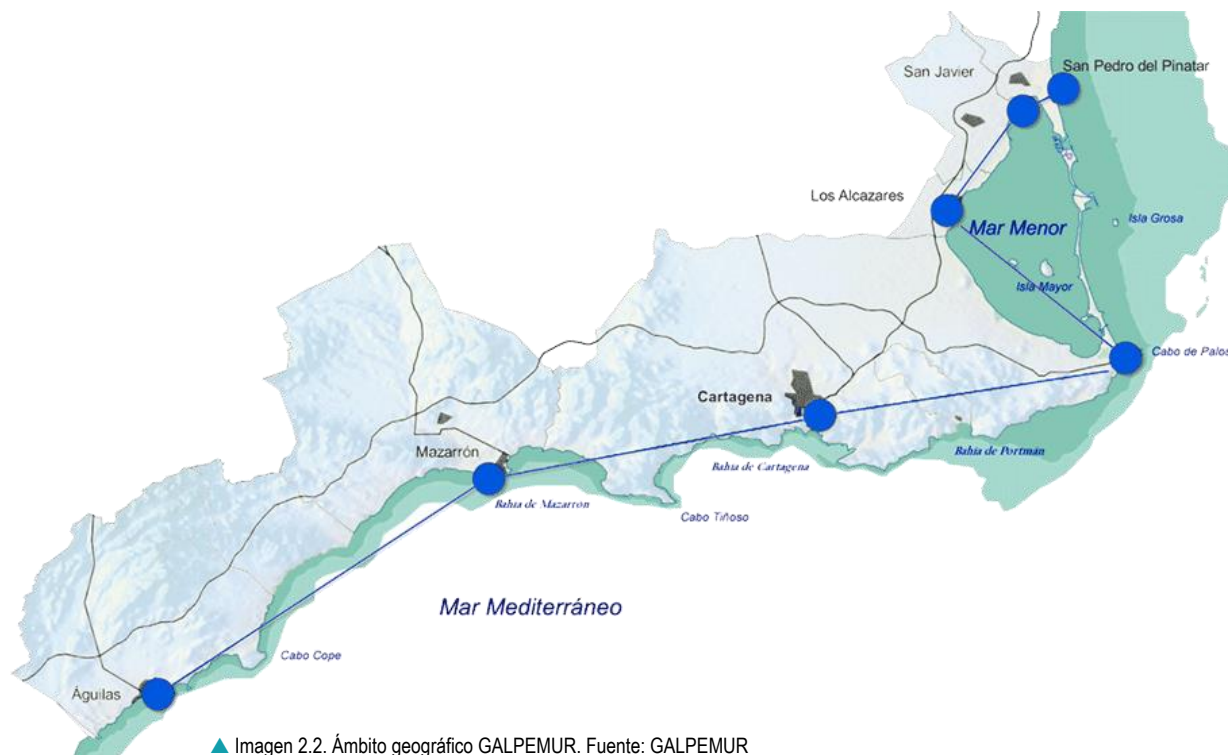 San Pedro del Pinatar
San Javier
Los Alcazares
Isla Grosa
Mar Menor
Isla Mayor
Cabo de Palos
Cartagena
Mazarrón
Bahia de Portmán
Bahia de Cartagena
Bahia de Mazarrón
Cabo Tiñoso
Mar Mediterráneo
Cabo Cope
Águilas
▲ Imagen 2.2. Ámbito geográfico GALPEMUR. Fuente: GALPEMUR